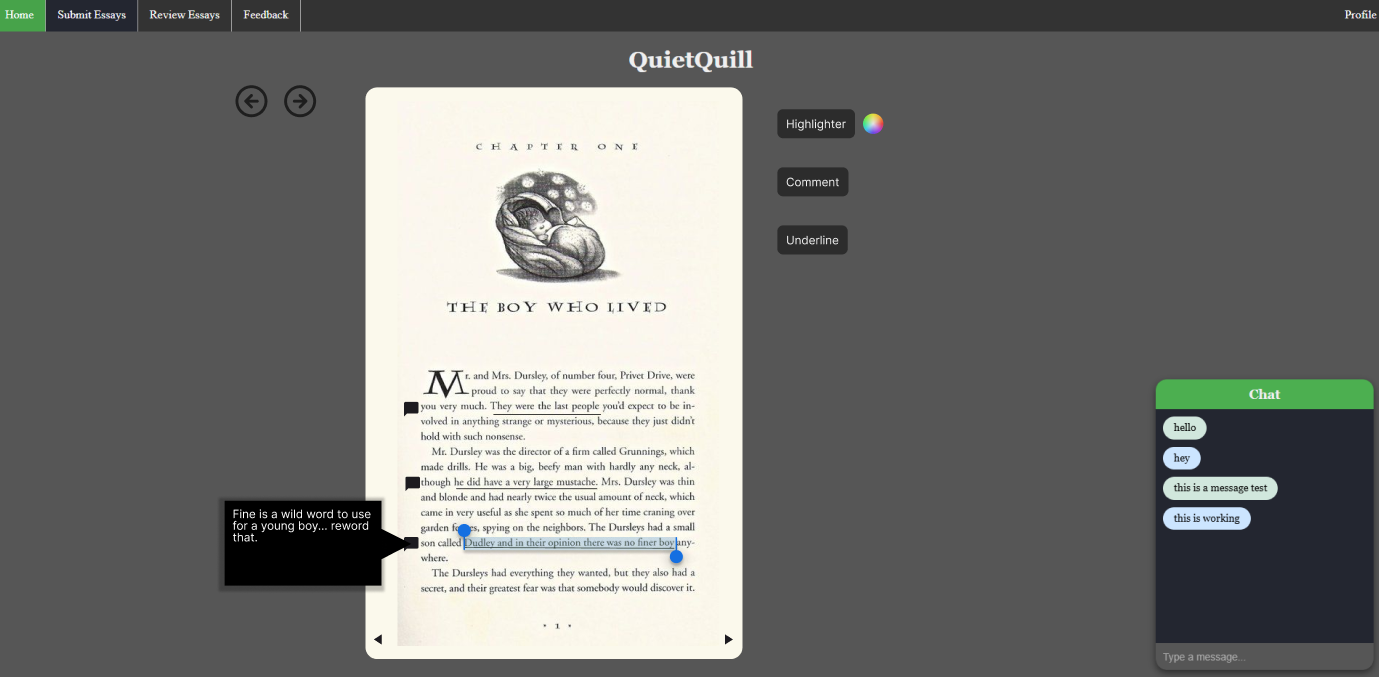 Home
Submit Essays
Review Essays
Feedback
Profile
QuietQuill
Highlighter
Comment
Underline
CHAPTER ONE
THE BOY WHO LIVED
Mr. and Mrs. Dursley, of number four, Privet Drive, were
proud to say that they were perfectly normal, thank
you very much. They were the last people you'd expect to be in-
volved in anything strange or mysterious, because they just didn't
hold with such nonsense.
Mr. Dursley was the director of a firm called Grunnings, which
made drills. He was a big, beefy man with hardly any neck, al-
though he did have a very large mustache. Mrs. Dursley was thin
and blonde and had nearly twice the usual amount of neck, which
came in very useful as she spent so much of her time craning over
garden fences, spying on the neighbors. The Dursleys had a small
son called Dudley and in their opinion there was no finer boy any-
where.
The Dursleys had everything they wanted, but they also had a
secret, and their greatest fear was that somebody would discover it.
· 1 ·
Fine is a wild word to use
for a young boy... reword
that.
Chat
hello
hey
this is a message test
this is working
Type a message...